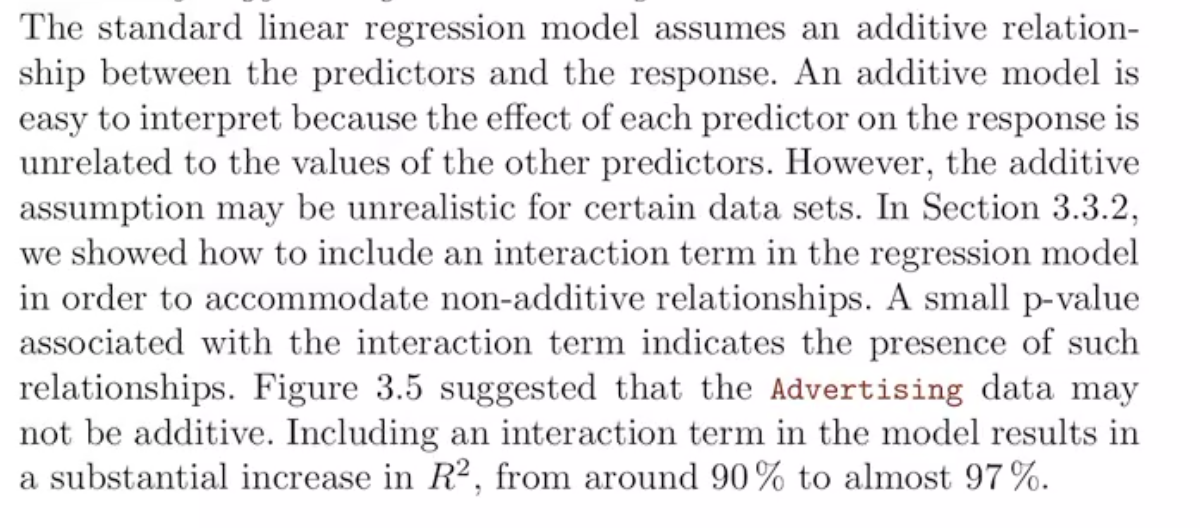 The standard linear regression model assumes an additive relation-
ship between the predictors and the response. An additive model is
easy to interpret because the effect of each predictor on the response is
unrelated to the values of the other predictors. However, the additive
assumption may be unrealistic for certain data sets. In Section 3.3.2,
we showed how to include an interaction term in the regression model
in order to accommodate non-additive relationships. A small p-value
associated with the interaction term indicates the presence of such
relationships. Figure 3.5 suggested that the Advertising data may
not be additive. Including an interaction term in the model results in
a substantial increase in R², from around 90 % to almost 97 %.